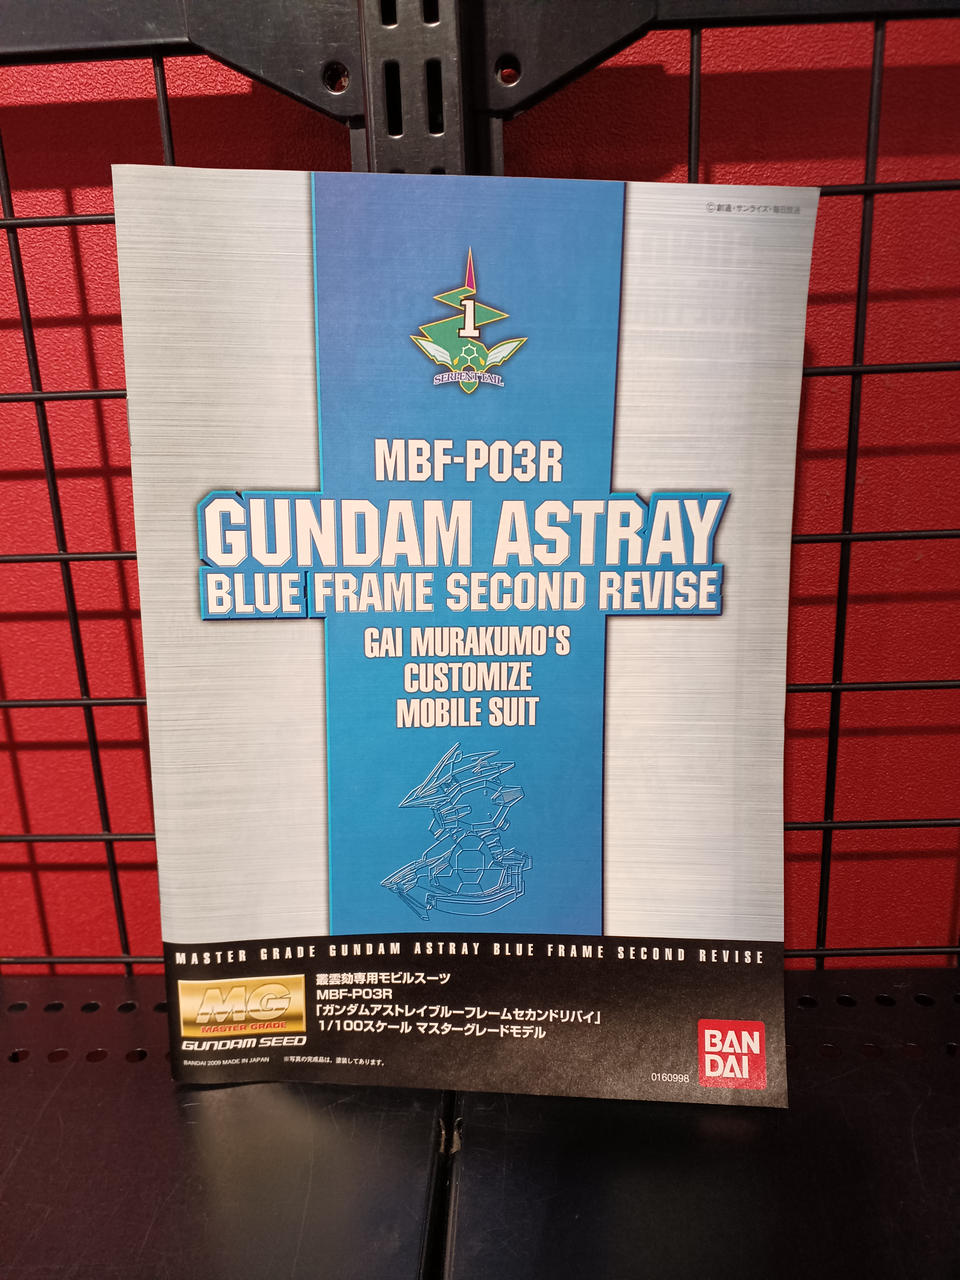 ©創通・サンライズ・毎日放送
1
SERPENT TAIL
MBF-P03R
GUNDAM ASTRAY
BLUE FRAME SECOND REVISE
GAI MURAKUMO'S
CUSTOMIZE
MOBILE SUIT
MASTER GRADE GUNDAM ASTRAY BLUE FRAME SECOND REVISE
MG
MASTER GRADE
GUNDAM SEED
叢雲劾専用モビルスーツ
MBF-P03R
「ガンダムアストレイブルーフレームセカンドリバイ」
1/100スケール マスターグレードモデル
BANDAI 2009 MADE IN JAPAN
※写真の完成品は、塗装してあります。
0160998
BAN
DAI